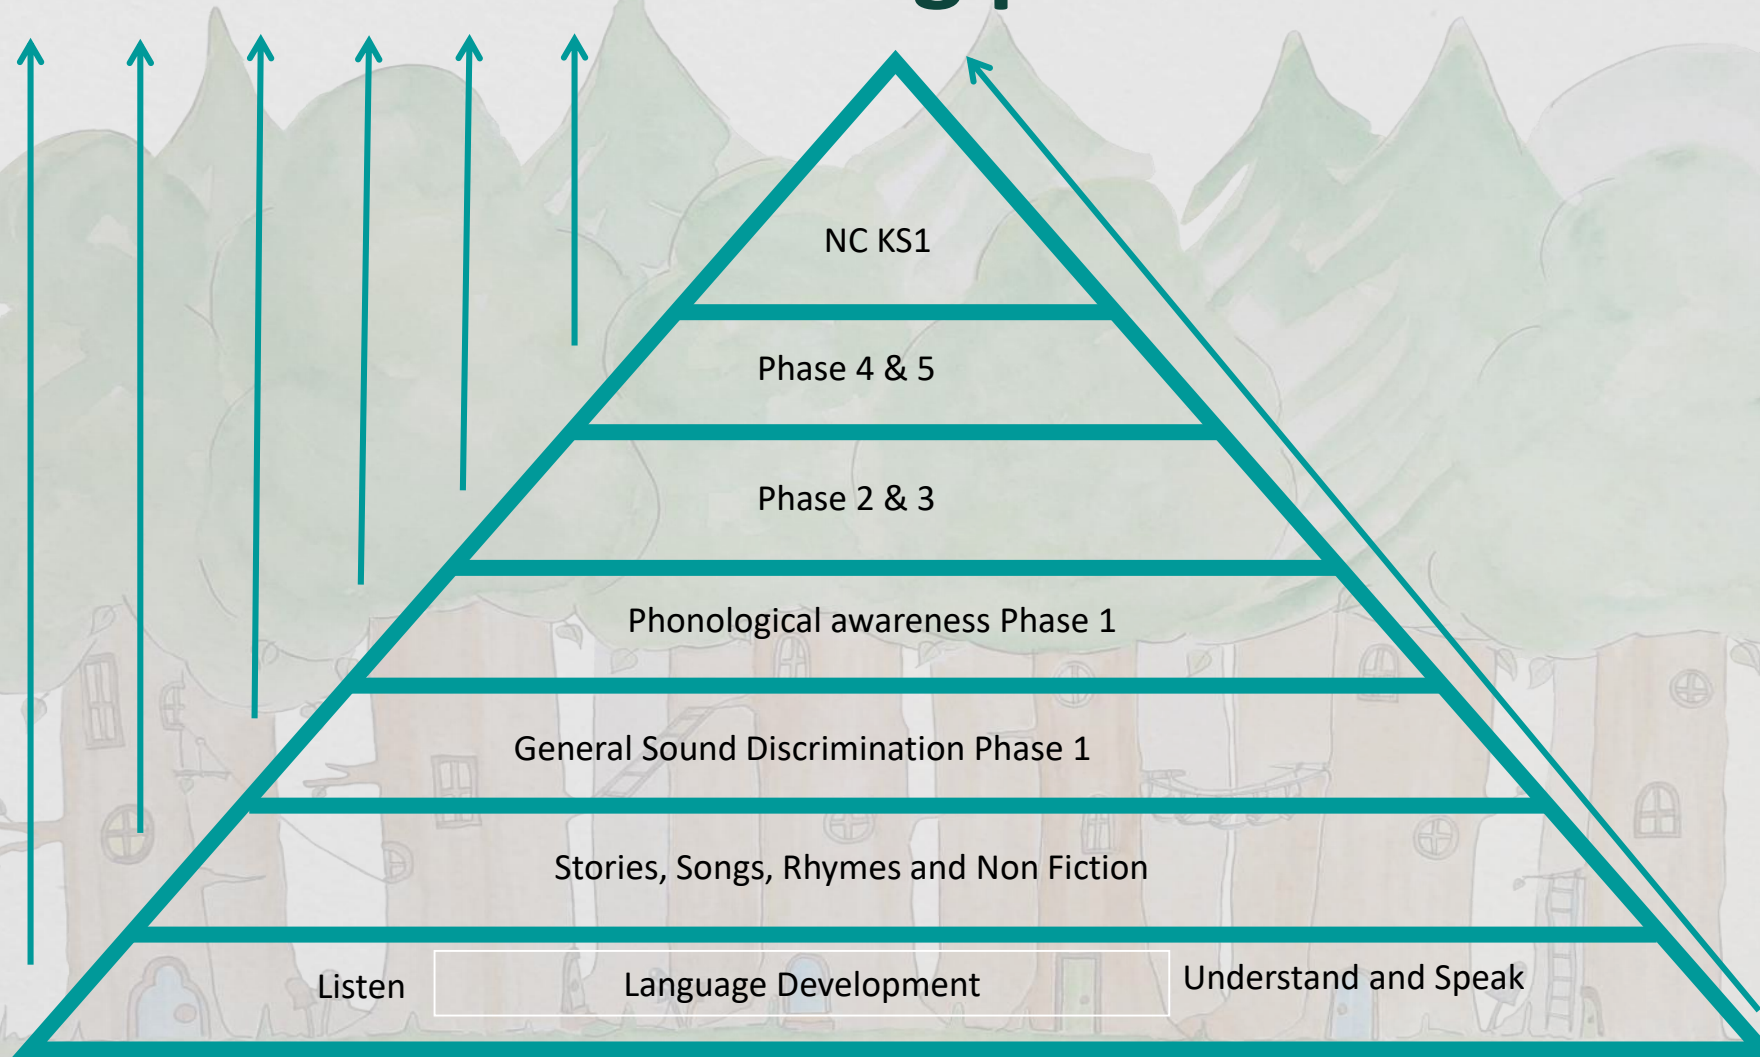 NC KS1
Phase 4 & 5
Phase 2 & 3
Phonological awareness Phase 1
General Sound Discrimination Phase 1
Stories, Songs, Rhymes and Non Fiction
Listen Language Development Understand and Speak